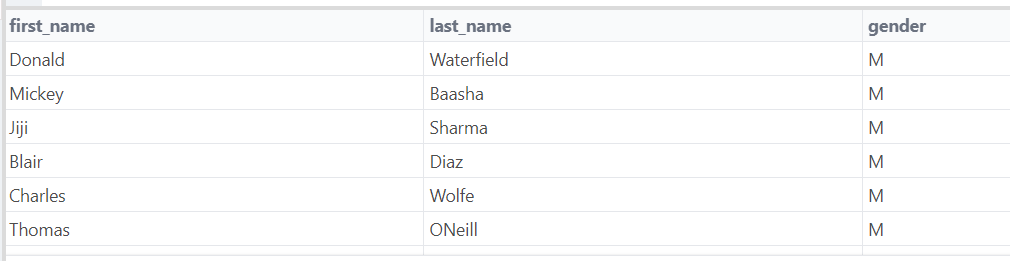 first_name last_name gender
Donald Waterfield M
Mickey Baasha M
Jiji Sharma M
Blair Diaz M
Charles Wolfe M
Thomas ONeill M